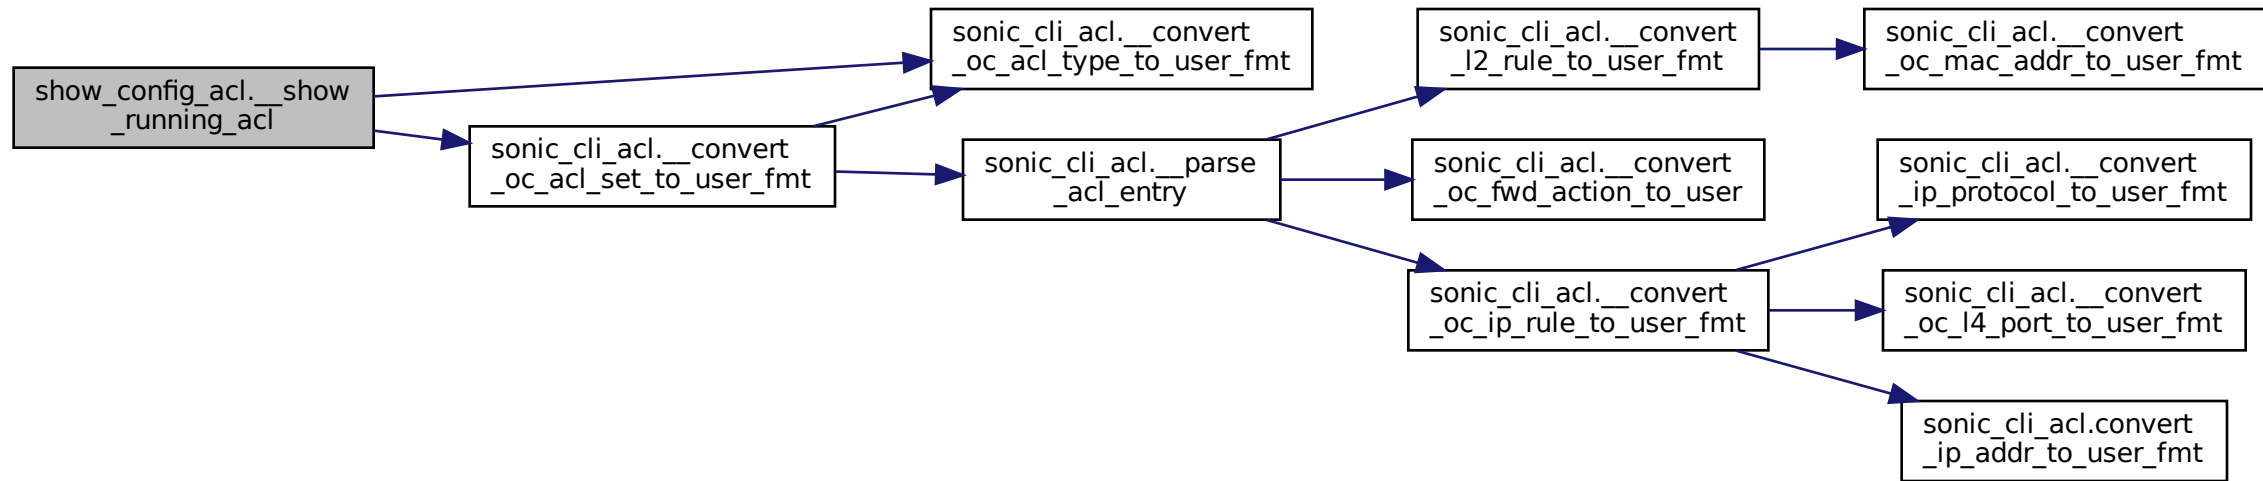 show_config_acl.__show
_running_acl
sonic_cli_acl.__convert
_oc_acl_type_to_user_fmt
sonic_cli_acl.__convert
_oc_acl_set_to_user_fmt
sonic_cli_acl.__parse
_acl_entry
sonic_cli_acl.__convert
_l2_rule_to_user_fmt
sonic_cli_acl.__convert
_oc_mac_addr_to_user_fmt
sonic_cli_acl.__convert
_oc_fwd_action_to_user
sonic_cli_acl.__convert
_oc_ip_rule_to_user_fmt
sonic_cli_acl.__convert
_ip_protocol_to_user_fmt
sonic_cli_acl.__convert
_oc_l4_port_to_user_fmt
sonic_cli_acl.convert
_ip_addr_to_user_fmt